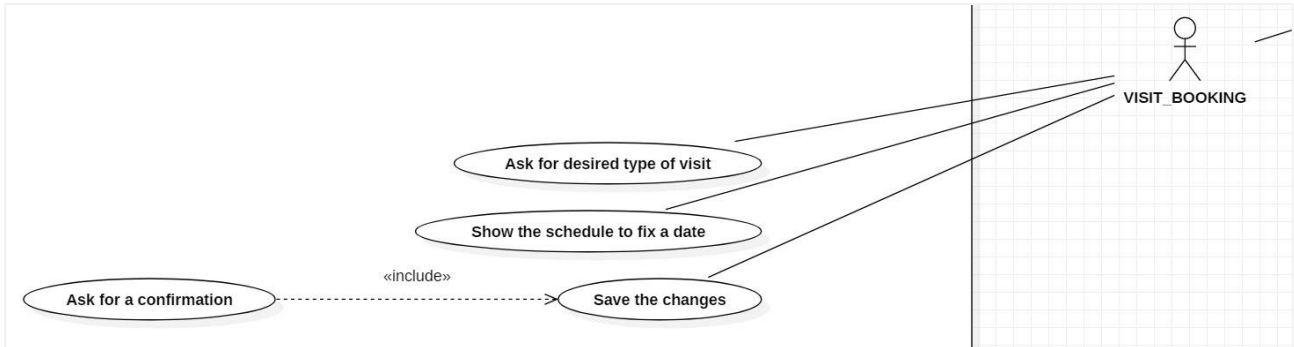 VISIT_BOOKING
Ask for desired type of visit
Show the schedule to fix a date
«include»
Ask for a confirmation
Save the changes